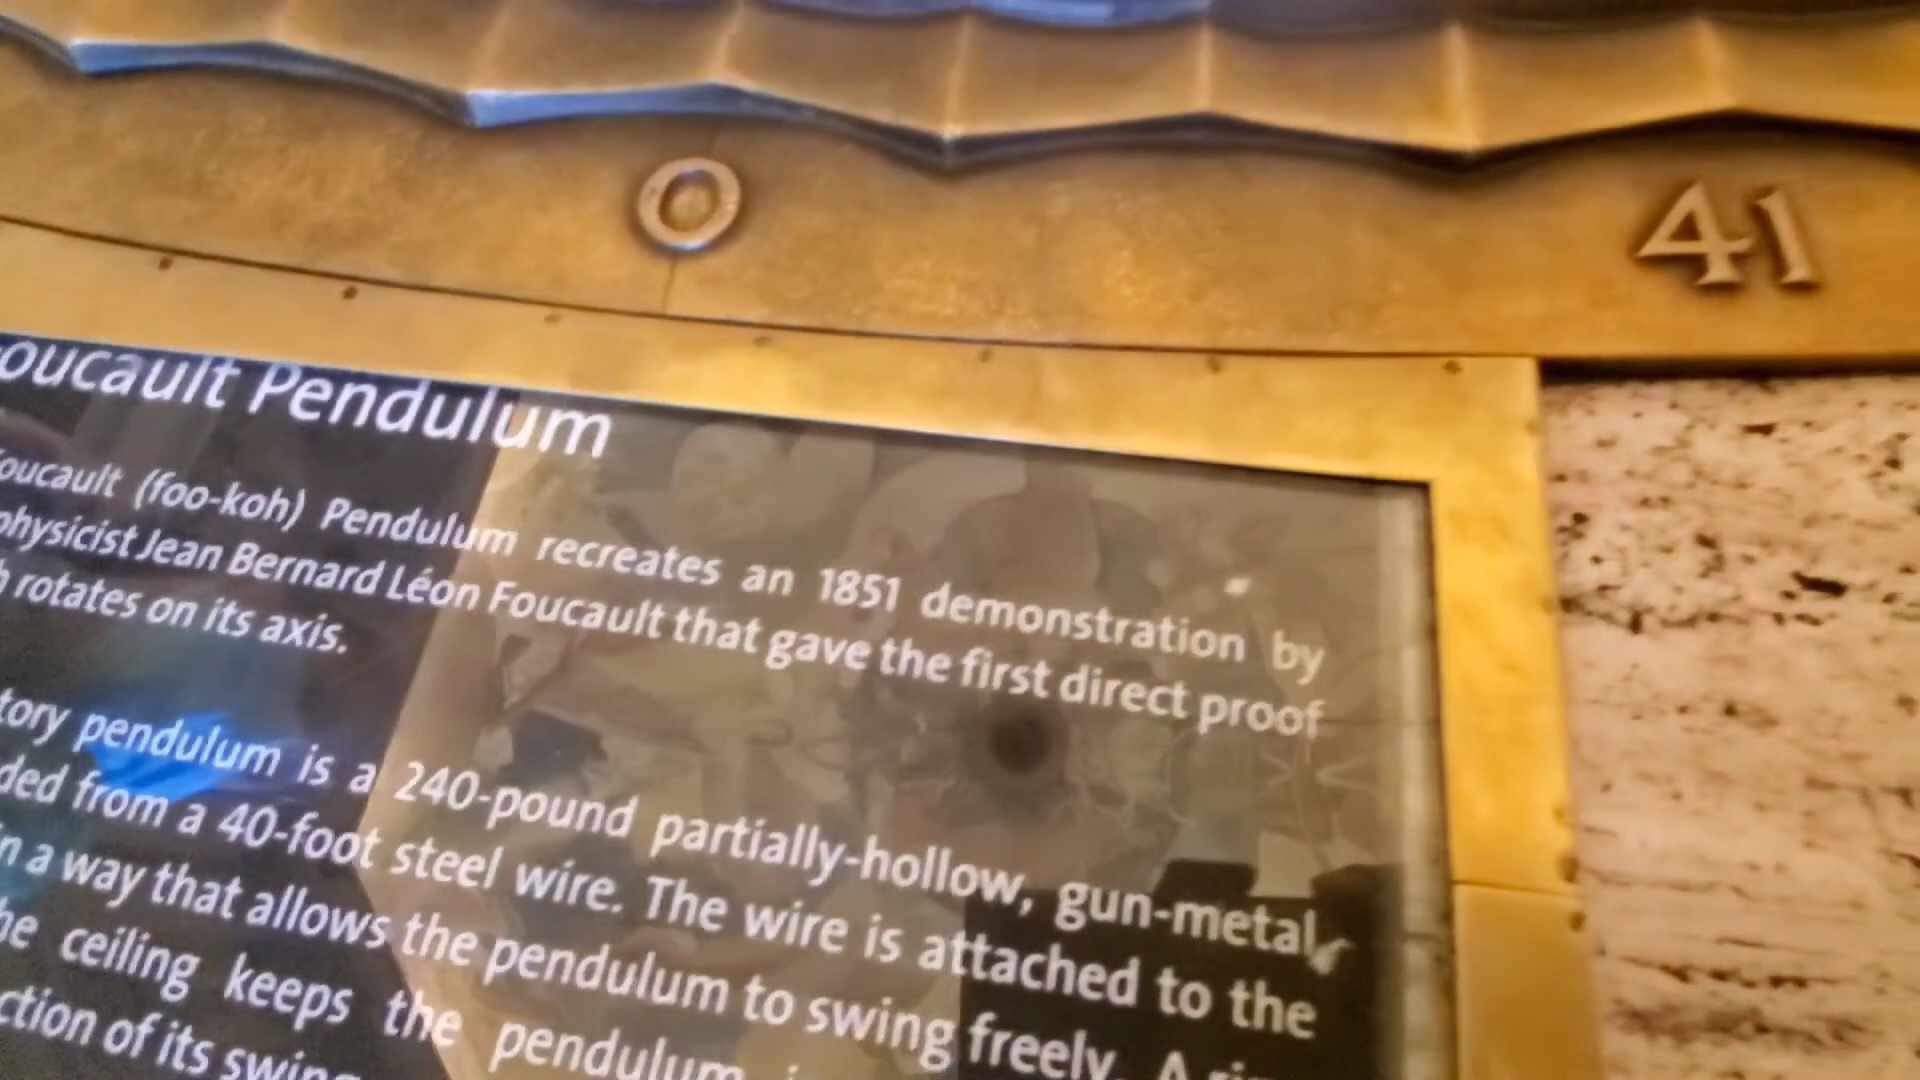 O 41
oucault Pendulum
oucault (foo-koh) Pendulum recreates an 1851 demonstration by
physicist Jean Bernard Léon Foucault that gave the first direct proof
h rotates on its axis.
tory pendulum is a 240-pound partially-hollow, gun-metal
ded from a 40-foot steel wire. The wire is attached to the
in a way that allows the pendulum to swing freely. A
he ceiling keeps the pendulum
ction of its swing